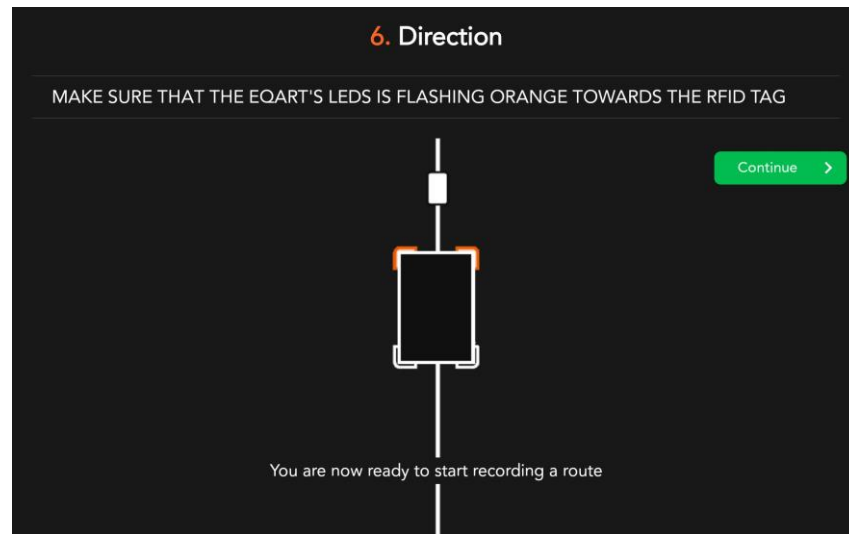 6. Direction
MAKE SURE THAT THE EQART'S LEDS IS FLASHING ORANGE TOWARDS THE RFID TAG
Continue
You are now ready to start recording a route